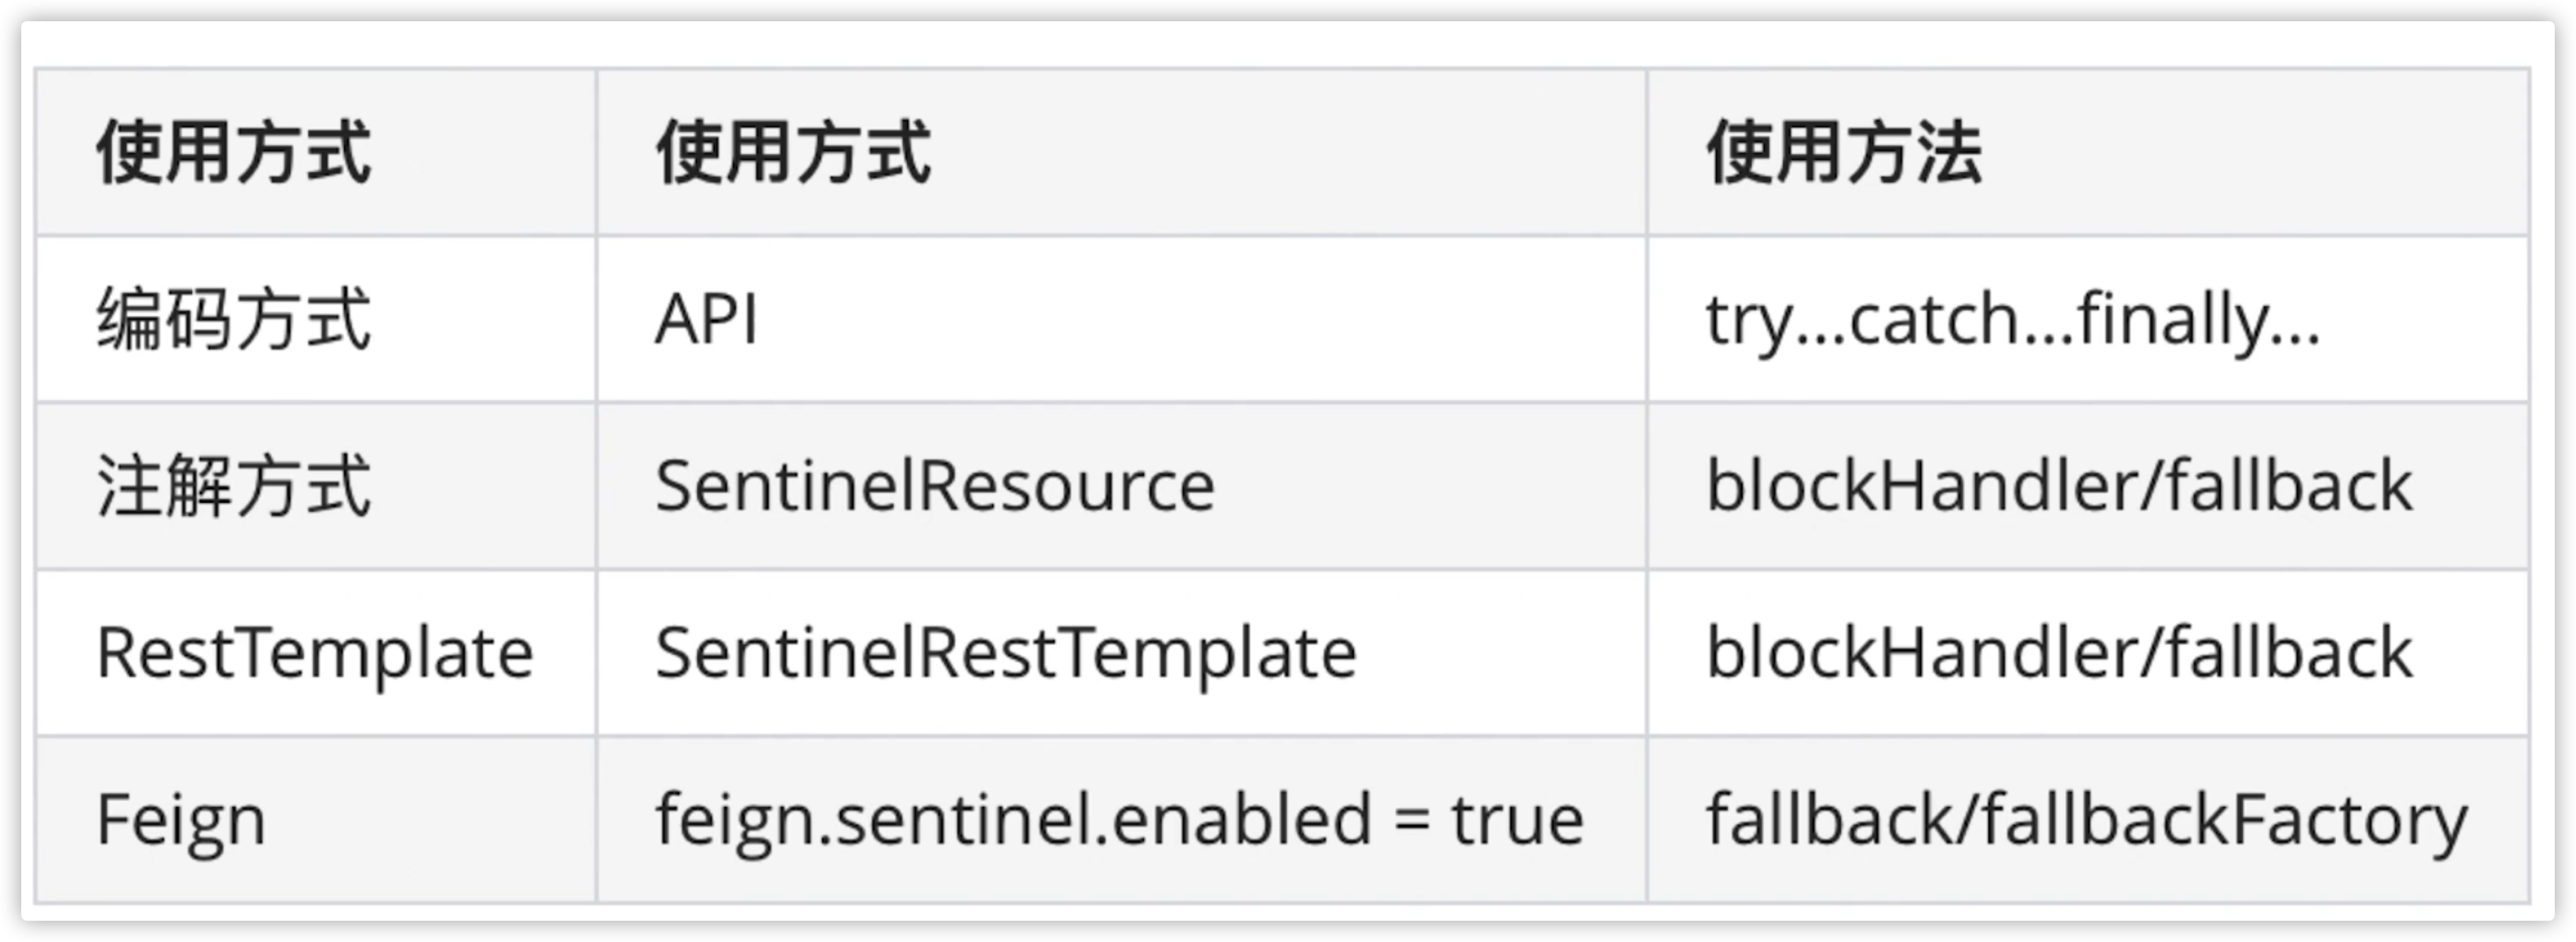 使用方式 使用方式 使用方法
编码方式 API try...catch...finally...
注解方式 SentinelResource blockHandler/fallback
RestTemplate SentinelRestTemplate blockHandler/fallback
Feign feign.sentinel.enabled = true fallback/fallbackFactory